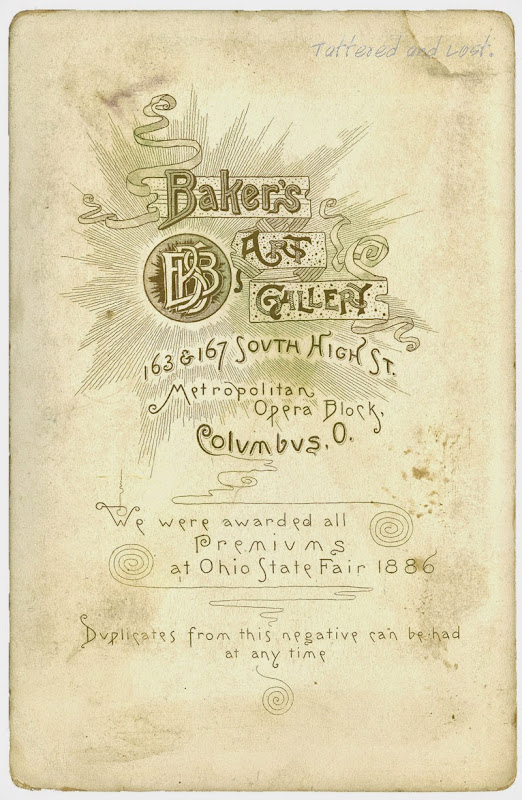 Tattered and Lost.
Baker's
Art
Gallery
163 & 167 South High St.
Metropolitan
Opera Block,
Columbus, O.
We were awarded all
Premiums
at Ohio State Fair 1886
Duplicates from this negative can be had
at any time